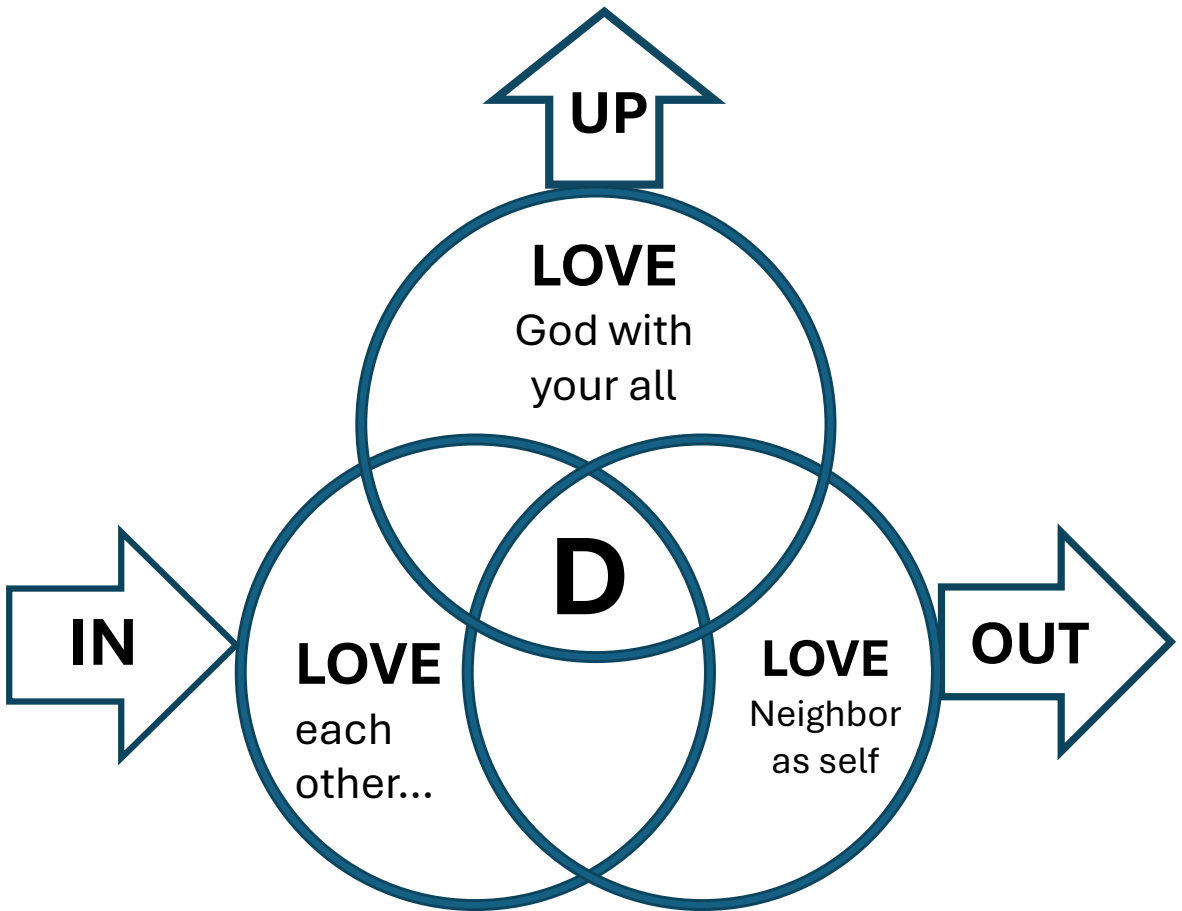 UP
LOVE
God with
your all
D
IN
LOVE
each
other...
LOVE
Neighbor
as self
OUT